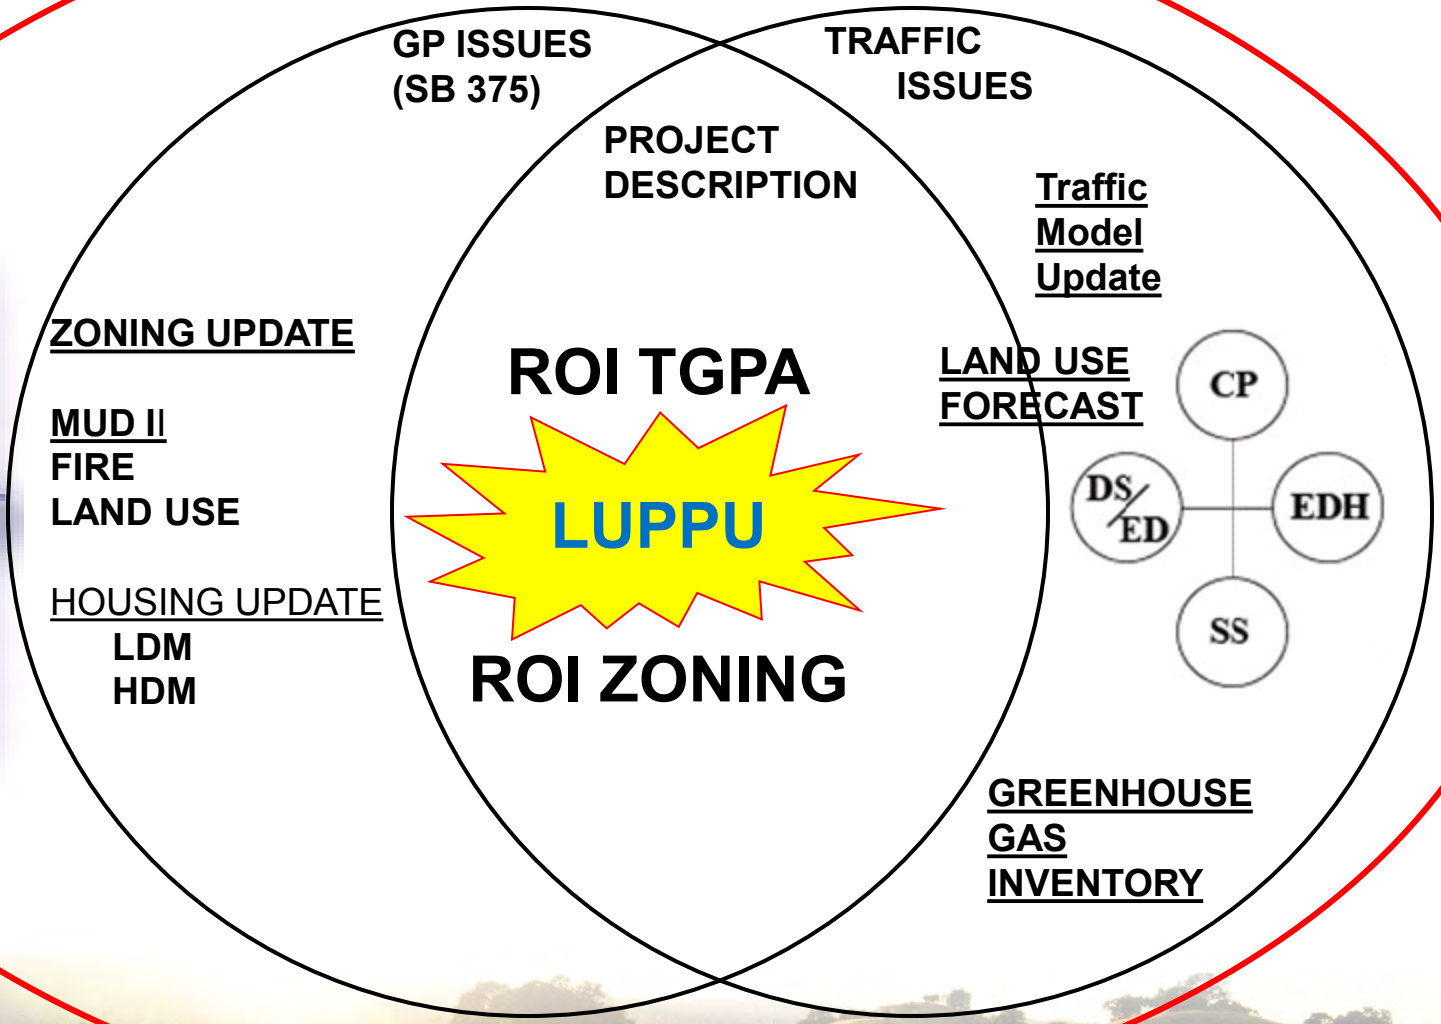 GP ISSUES
(SB 375)
TRAFFIC
ISSUES
PROJECT
DESCRIPTION
Traffic
Model
Update
ZONING UPDATE
MUD II
FIRE
LAND USE
HOUSING UPDATE
LDM
HDM
ROI TGPA
LUPPU
ROI ZONING
LAND USE
FORECAST
CP
DS/
ED
EDH
SS
GREENHOUSE
GAS
INVENTORY